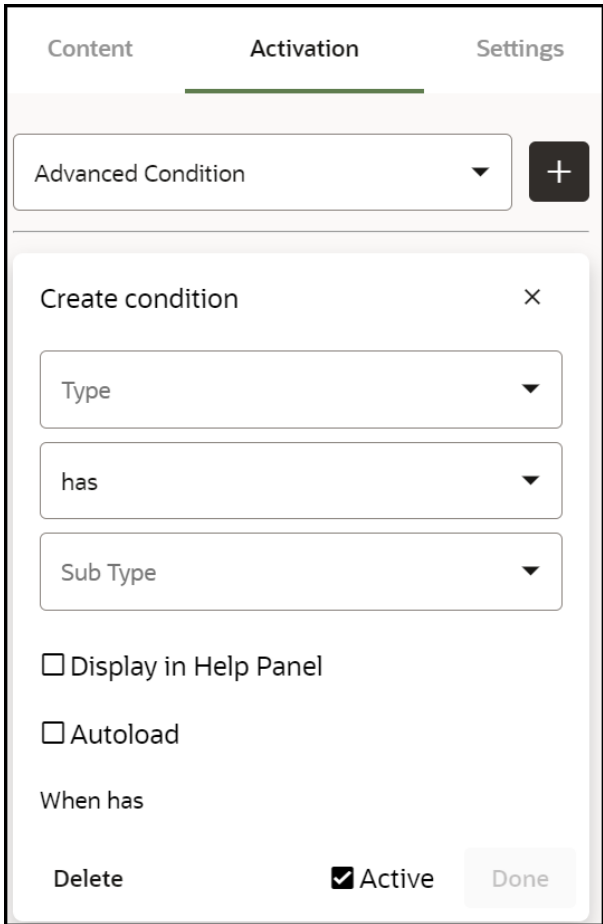 Content Activation Settings
Advanced Condition
Create condition
Type
has
Sub Type
Display in Help Panel
Autoload
When has
Delete Active Done